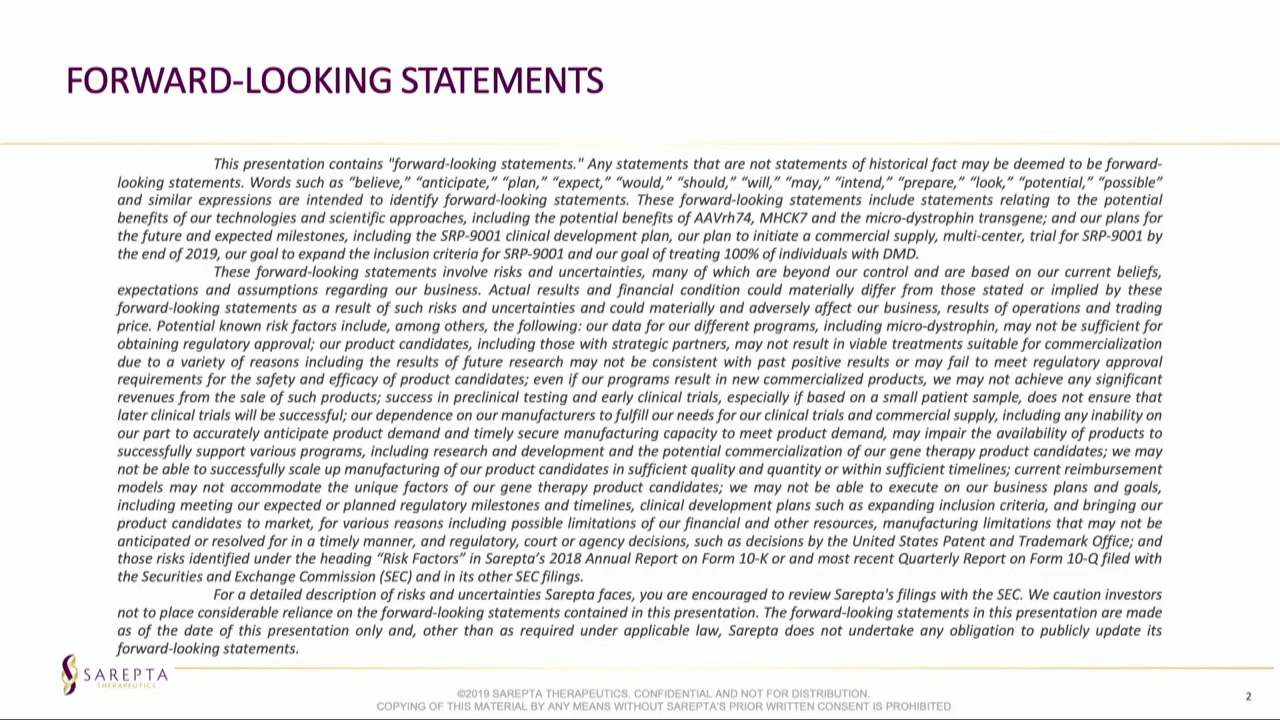 FORWARD-LOOKING STATEMENTS
This presentation contains "forward-looking statements." Any statements that are not statements of historical fact may be deemed to be forward-
looking statements. Words such as “believe,” “anticipate,” “plan,” “expect,” “would,” “should,” “will,” “may,” “intend,” “prepare,” “look,” “potential,” “possible”
and similar expressions are intended to identify forward-looking statements. These forward-looking statements include statements relating to the potential
benefits of our technologies and scientific approaches, including the potential benefits of AAVrh74, MHCK7 and the micro-dystrophin transgene; and our plans for
the future and expected milestones, including the SRP-9001 clinical development plan, our plan to initiate a commercial supply, multi-center, trial for SRP-9001 by
the end of 2019, our goal to expand the inclusion criteria for SRP-9001 and our goal of treating 100% of individuals with DMD.
These forward-looking statements involve risks and uncertainties, many of which are beyond our control and are based on our current beliefs,
expectations and assumptions regarding our business. Actual results and financial condition could materially differ from those stated or implied by these
forward-looking statements as a result of such risks and uncertainties and could materially and adversely affect our business, results of operations and trading
price. Potential known risk factors include, among others, the following: our data for our different programs, including micro-dystrophin, may not be sufficient for
obtaining regulatory approval; our product candidates, including those with strategic partners, may not result in viable treatments suitable for commercialization
due to a variety of reasons including the results of future research may not be consistent with past positive results or may fail to meet regulatory approval
requirements for the safety and efficacy of product candidates; even if our programs result in new commercialized products, we may not achieve any significant
revenues from the sale of such products; success in preclinical testing and early clinical trials, especially if based on a small patient sample, does not ensure that
later clinical trials will be successful; our dependence on our manufacturers to fulfill our needs for our clinical trials and commercial supply, including any inability on
our part to accurately anticipate product demand and timely secure manufacturing capacity to meet product demand, may impair the availability of products to
successfully support various programs, including research and development and the potential commercialization of our gene therapy product candidates; we may
not be able to successfully scale up manufacturing of our product candidates in sufficient quality and quantity or within sufficient timelines; current reimbursement
models may not accommodate the unique factors of our gene therapy product candidates; we may not be able to execute on our business plans and goals,
including meeting our expected or planned regulatory milestones and timelines, clinical development plans such as expanding inclusion criteria, and bringing our
product candidates to market, for various reasons including possible limitations of our financial and other resources, manufacturing limitations that may not be
anticipated or resolved for in a timely manner, and regulatory, court or agency decisions, such as decisions by the United States Patent and Trademark Office; and
those risks identified under the heading “Risk Factors” in Sarepta’s 2018 Annual Report on Form 10-K or and most recent Quarterly Report on Form 10-Q filed with
the Securities and Exchange Commission (SEC) and in its other SEC filings.
For a detailed description of risks and uncertainties Sarepta faces, you are encouraged to review Sarepta's filings with the SEC. We caution investors
not to place considerable reliance on the forward-looking statements contained in this presentation. The forward-looking statements in this presentation are made
as of the date of this presentation only and, other than as required under applicable law, Sarepta does not undertake any obligation to publicly update its
forward-looking statements.
SAREPTA
THERAPEUTICS
©2019 SAREPTA THERAPEUTICS. CONFIDENTIAL AND NOT FOR DISTRIBUTION.
COPYING OF THIS MATERIAL BY ANY MEANS WITHOUT SAREPTA'S PRIOR WRITTEN CONSENT IS PROHIBITED
2